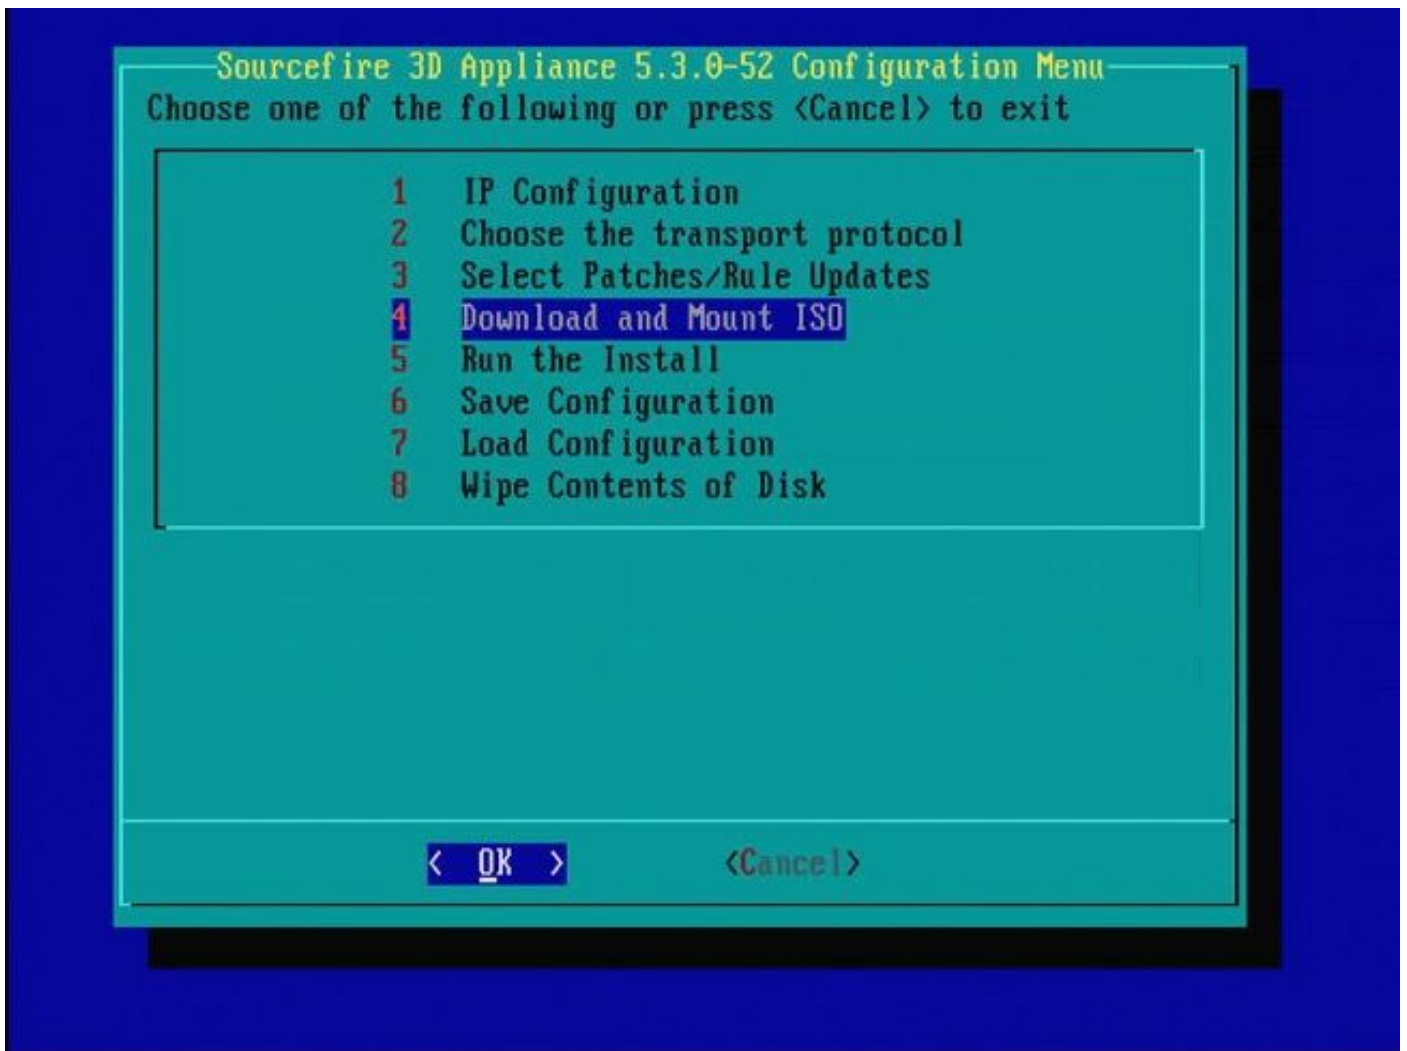 Sourcefire 3D Appliance 5.3.0-52 Configuration Menu
Choose one of the following or press <Cancel> to exit
1 IP Configuration
2 Choose the transport protocol
3 Select Patches/Rule Updates
4 Download and Mount ISO
5 Run the Install
6 Save Configuration
7 Load Configuration
8 Wipe Contents of Disk
< OK > <Cancel>